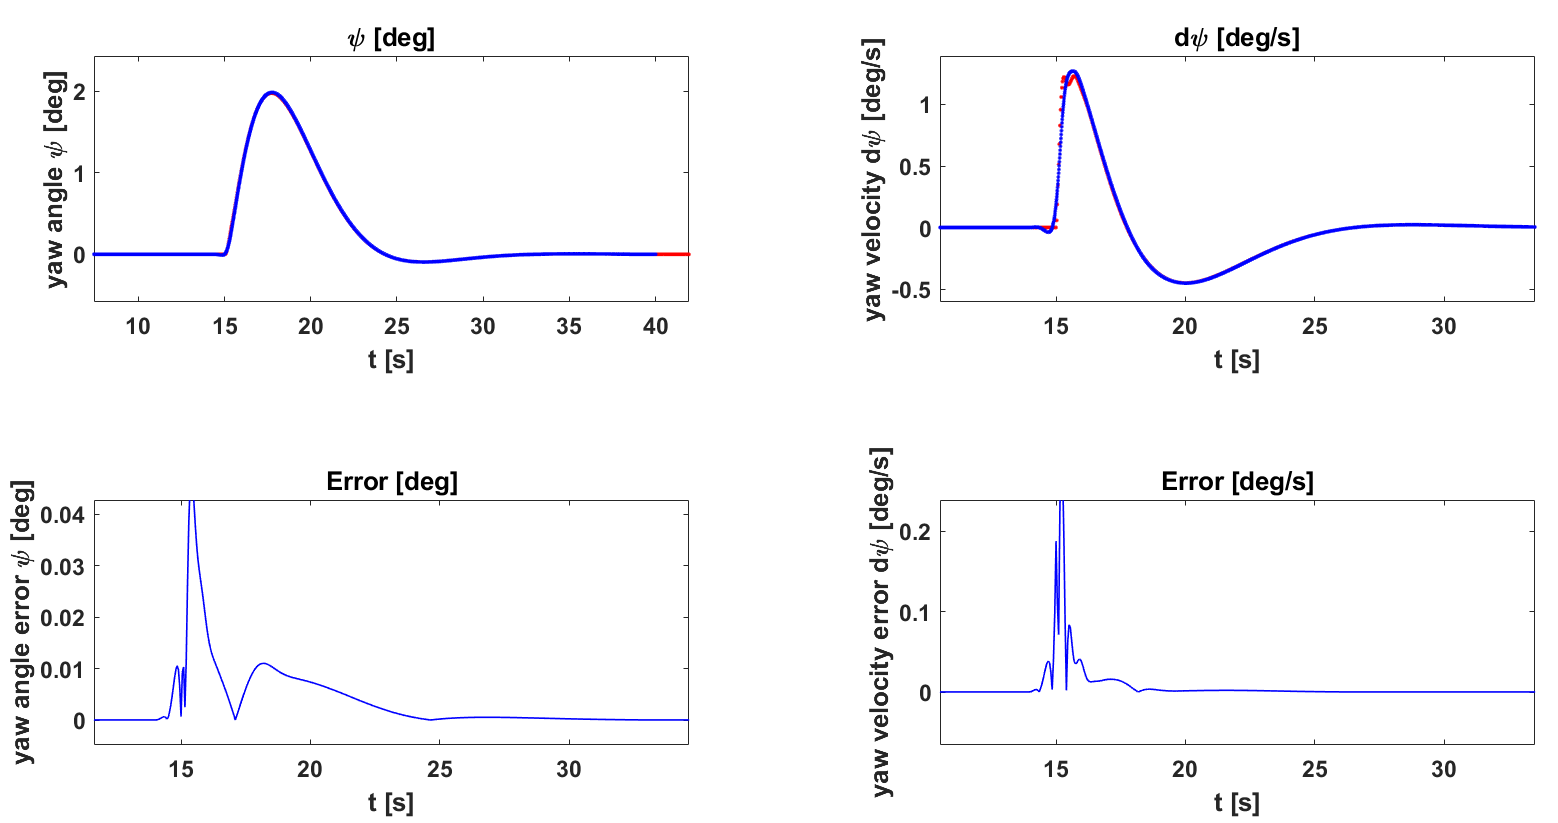 ψ [deg]
yaw angle ψ [deg]
2
1
0
10 15 20 25 30 35 40
t [s]
dψ [deg/s]
yaw velocity dψ [deg/s]
1
0.5
0
-0.5
15 20 25 30
t [s]
Error [deg]
yaw angle error ψ [deg]
0.04
0.03
0.02
0.01
0
15 20 25 30
t [s]
Error [deg/s]
yaw velocity error dψ [deg/s]
0.2
0.1
0
15 20 25 30
t [s]